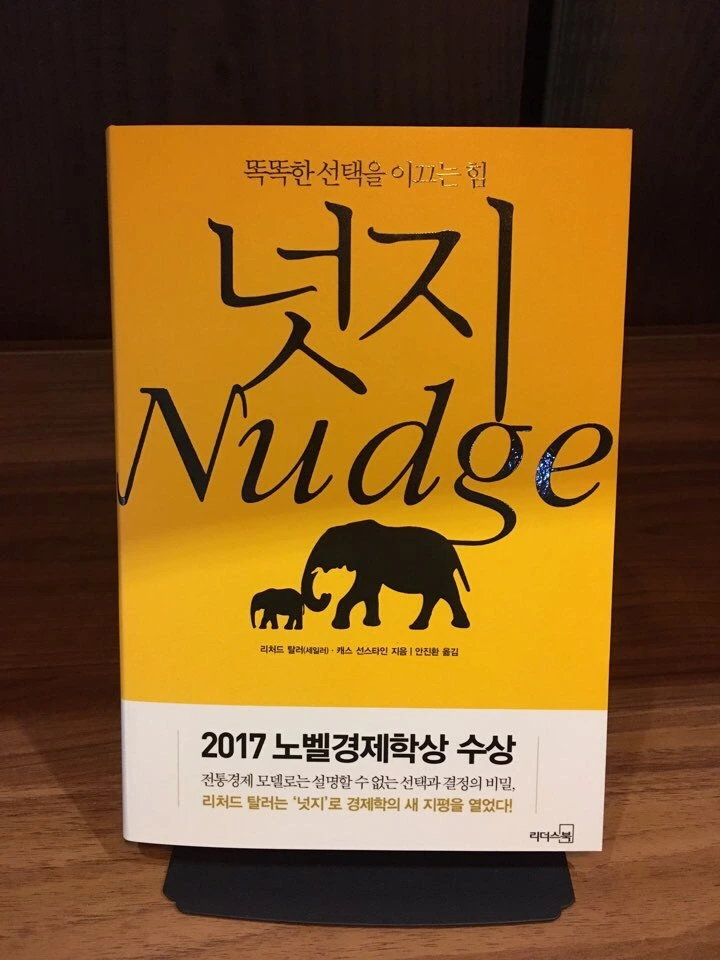 똑똑한 선택을 이끄는 힘
넛지
Nudge
리처드 탈러(세일러) · 캐스 선스타인 지음 | 안진환 옮김
2017 노벨경제학상 수상
전통경제 모델로는 설명할 수 없는 선택과 결정의 비밀,
리처드 탈러는 ‘넛지’로 경제학의 새 지평을 열었다!
리더스북